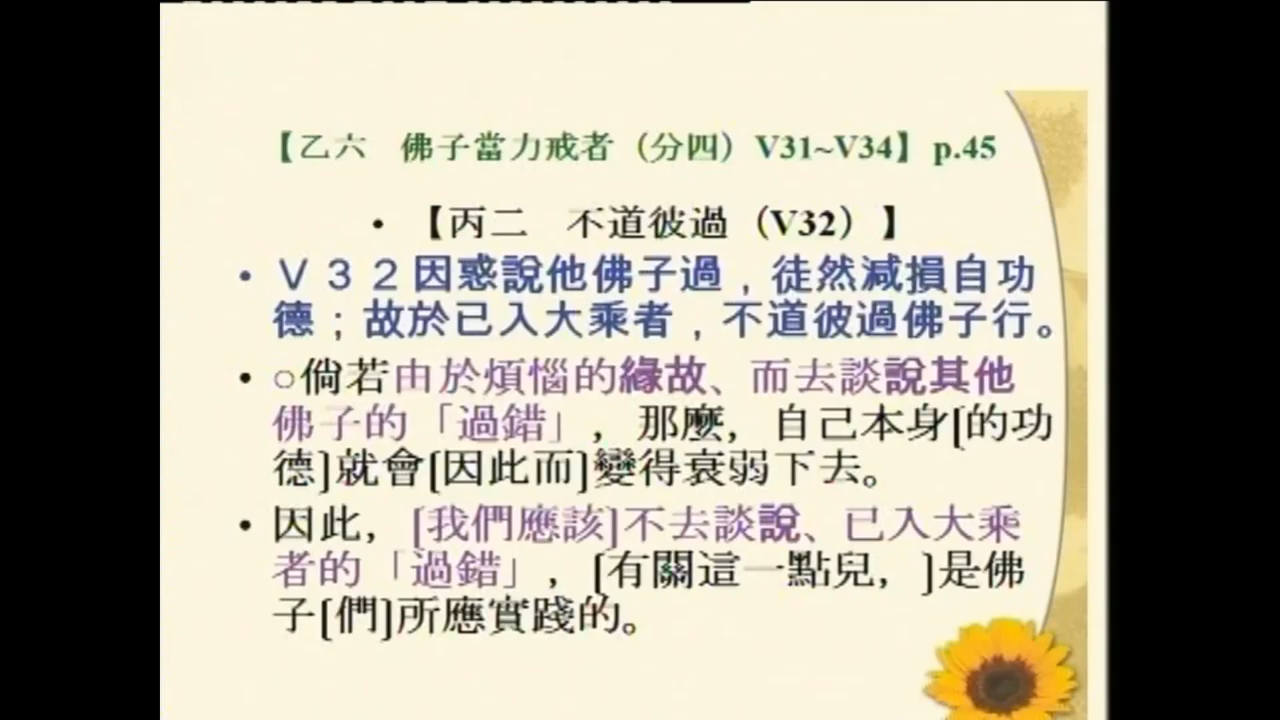 【乙六　佛子當力戒者（分四）V31~V34】p.45
•【丙二　不道彼過（V32）】
•Ｖ３２因惑說他佛子過，徒然減損自功
德；故於已入大乘者，不道彼過佛子行。
•○倘若由於煩惱的緣故、而去談說其他
佛子的「過錯」，那麼，自己本身[的功
德]就會[因此而]變得衰弱下去。
•因此，[我們應該]不去談說、已入大乘
者的「過錯」，[有關這一點兒，]是佛
子[們]所應實踐的。